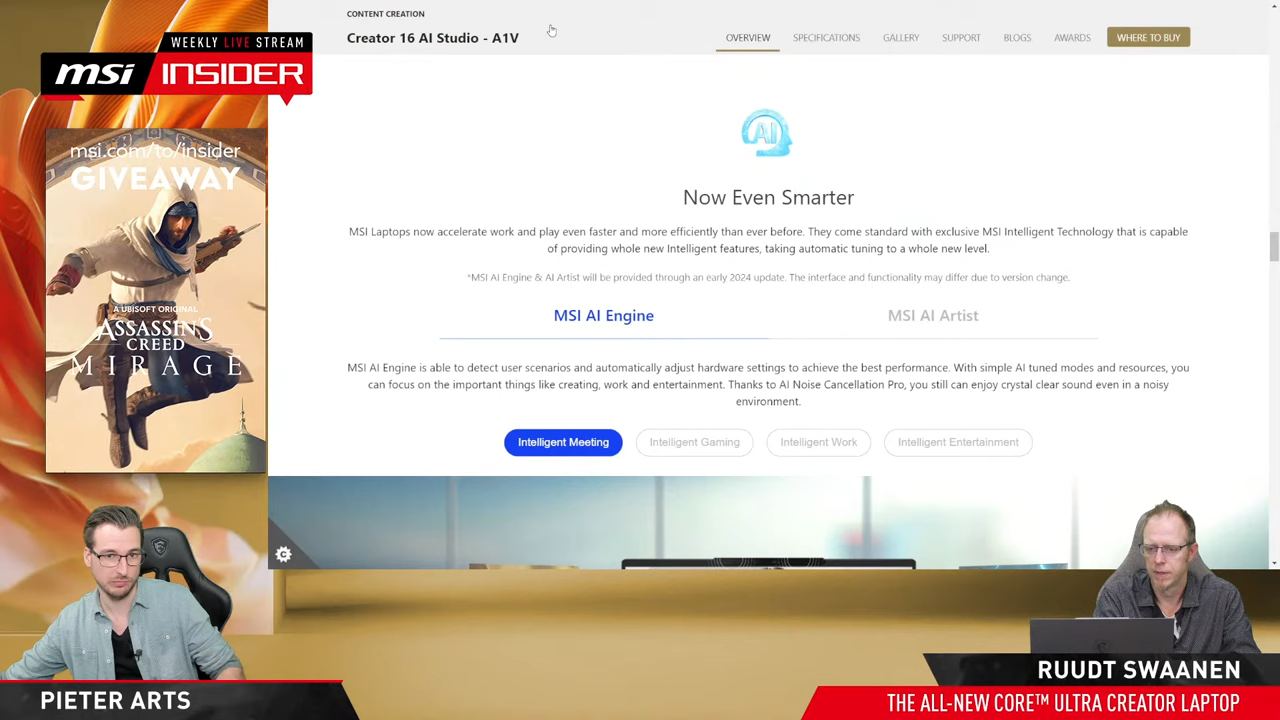 WEEKLY LIVE STREAM
msi INSIDER
msi.com/to/insider
GIVEAWAY
A UBISOFT ORIGINAL
ASSASSIN'S
CREED
MIRAGE
CONTENT CREATION
Creator 16 AI Studio - A1V
OVERVIEW
SPECIFICATIONS
GALLERY
SUPPORT
BLOGS
AWARDS
WHERE TO BUY
AI
Now Even Smarter
MSI Laptops now accelerate work and play even faster and more efficiently than ever before. They come standard with exclusive MSI Intelligent Technology that is capable
of providing whole new Intelligent features, taking automatic tuning to a whole new level.
*MSI AI Engine & AI Artist will be provided through an early 2024 update. The interface and functionality may differ due to version change.
MSI AI Engine
MSI AI Artist
MSI AI Engine is able to detect user scenarios and automatically adjust hardware settings to achieve the best performance. With simple AI tuned modes and resources, you
can focus on the important things like creating, work and entertainment. Thanks to AI Noise Cancellation Pro, you still can enjoy crystal clear sound even in a noisy
environment.
Intelligent Meeting
Intelligent Gaming
Intelligent Work
Intelligent Entertainment
PIETER ARTS
RUUDT SWAANEN
THE ALL-NEW CORE™ ULTRA CREATOR LAPTOP